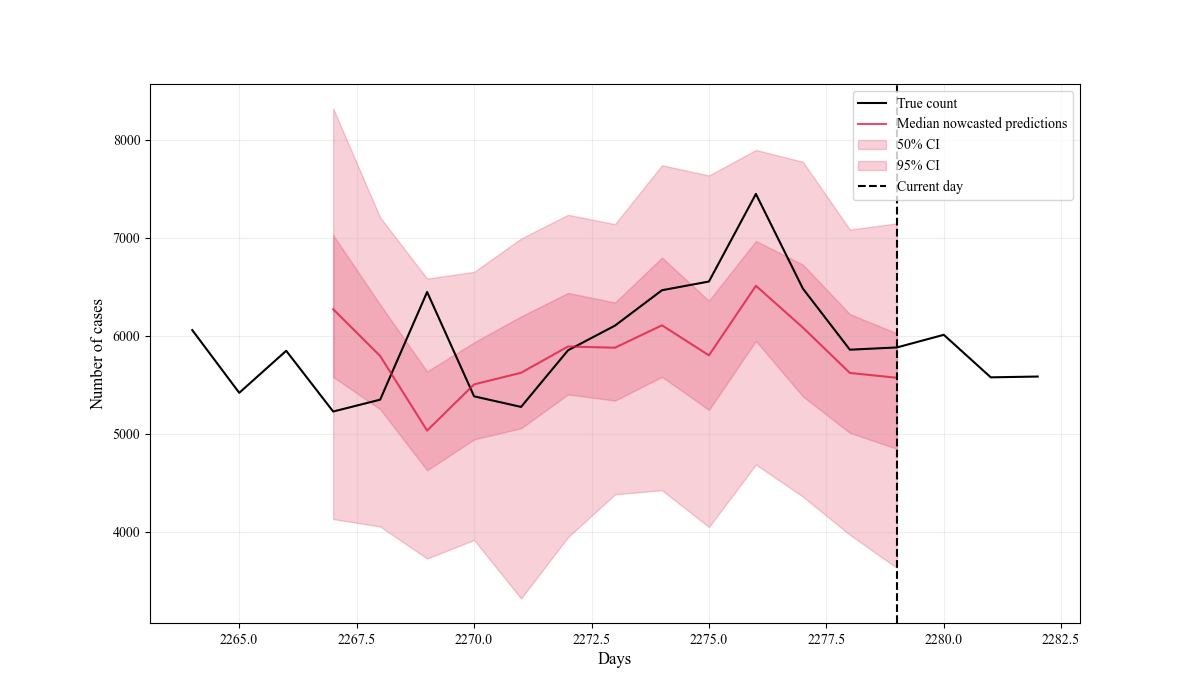 True count
Median nowcasted predictions
50% CI
95% CI
Current day
8000
7000
6000
5000
4000
Number of cases
2265.0 2267.5 2270.0 2272.5 2275.0 2277.5 2280.0 2282.5
Days